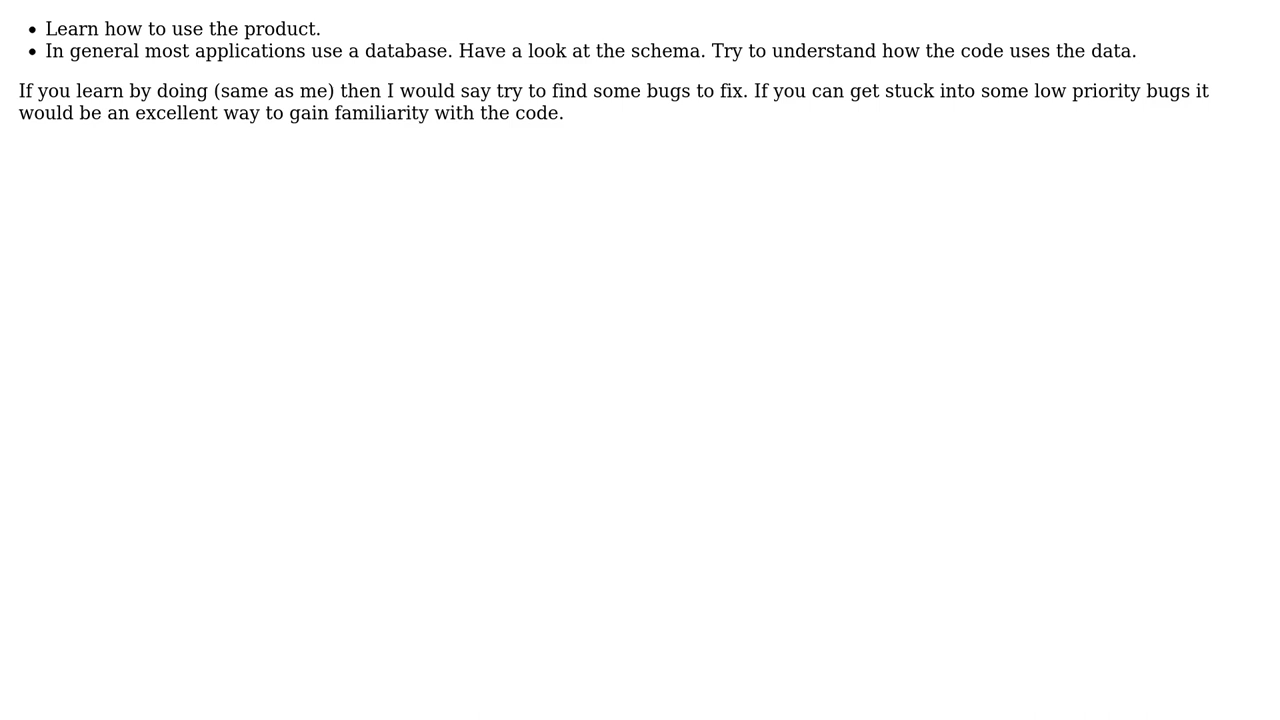 • Learn how to use the product.
• In general most applications use a database. Have a look at the schema. Try to understand how the code uses the data.
If you learn by doing (same as me) then I would say try to find some bugs to fix. If you can get stuck into some low priority bugs it
would be an excellent way to gain familiarity with the code.